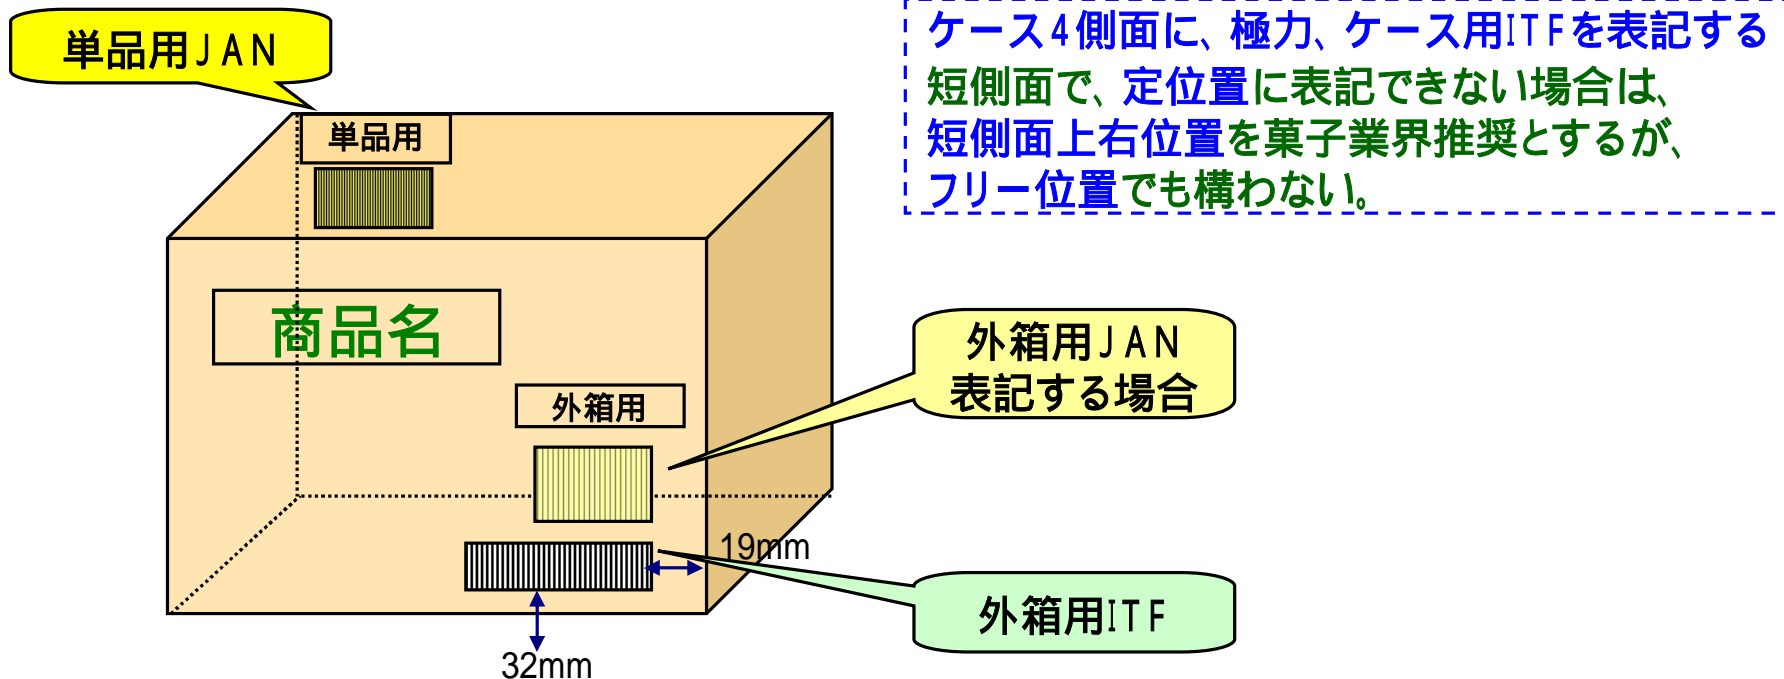 単品用JAN
ケース4側面に、極力、ケース用ITFを表記する
短側面で、定位置に表記できない場合は、
短側面上右位置を菓子業界推奨とするが、
フリー位置でも構わない。
単品用
商品名
外箱用JAN
表記する場合
外箱用
19mm
外箱用ITF
32mm